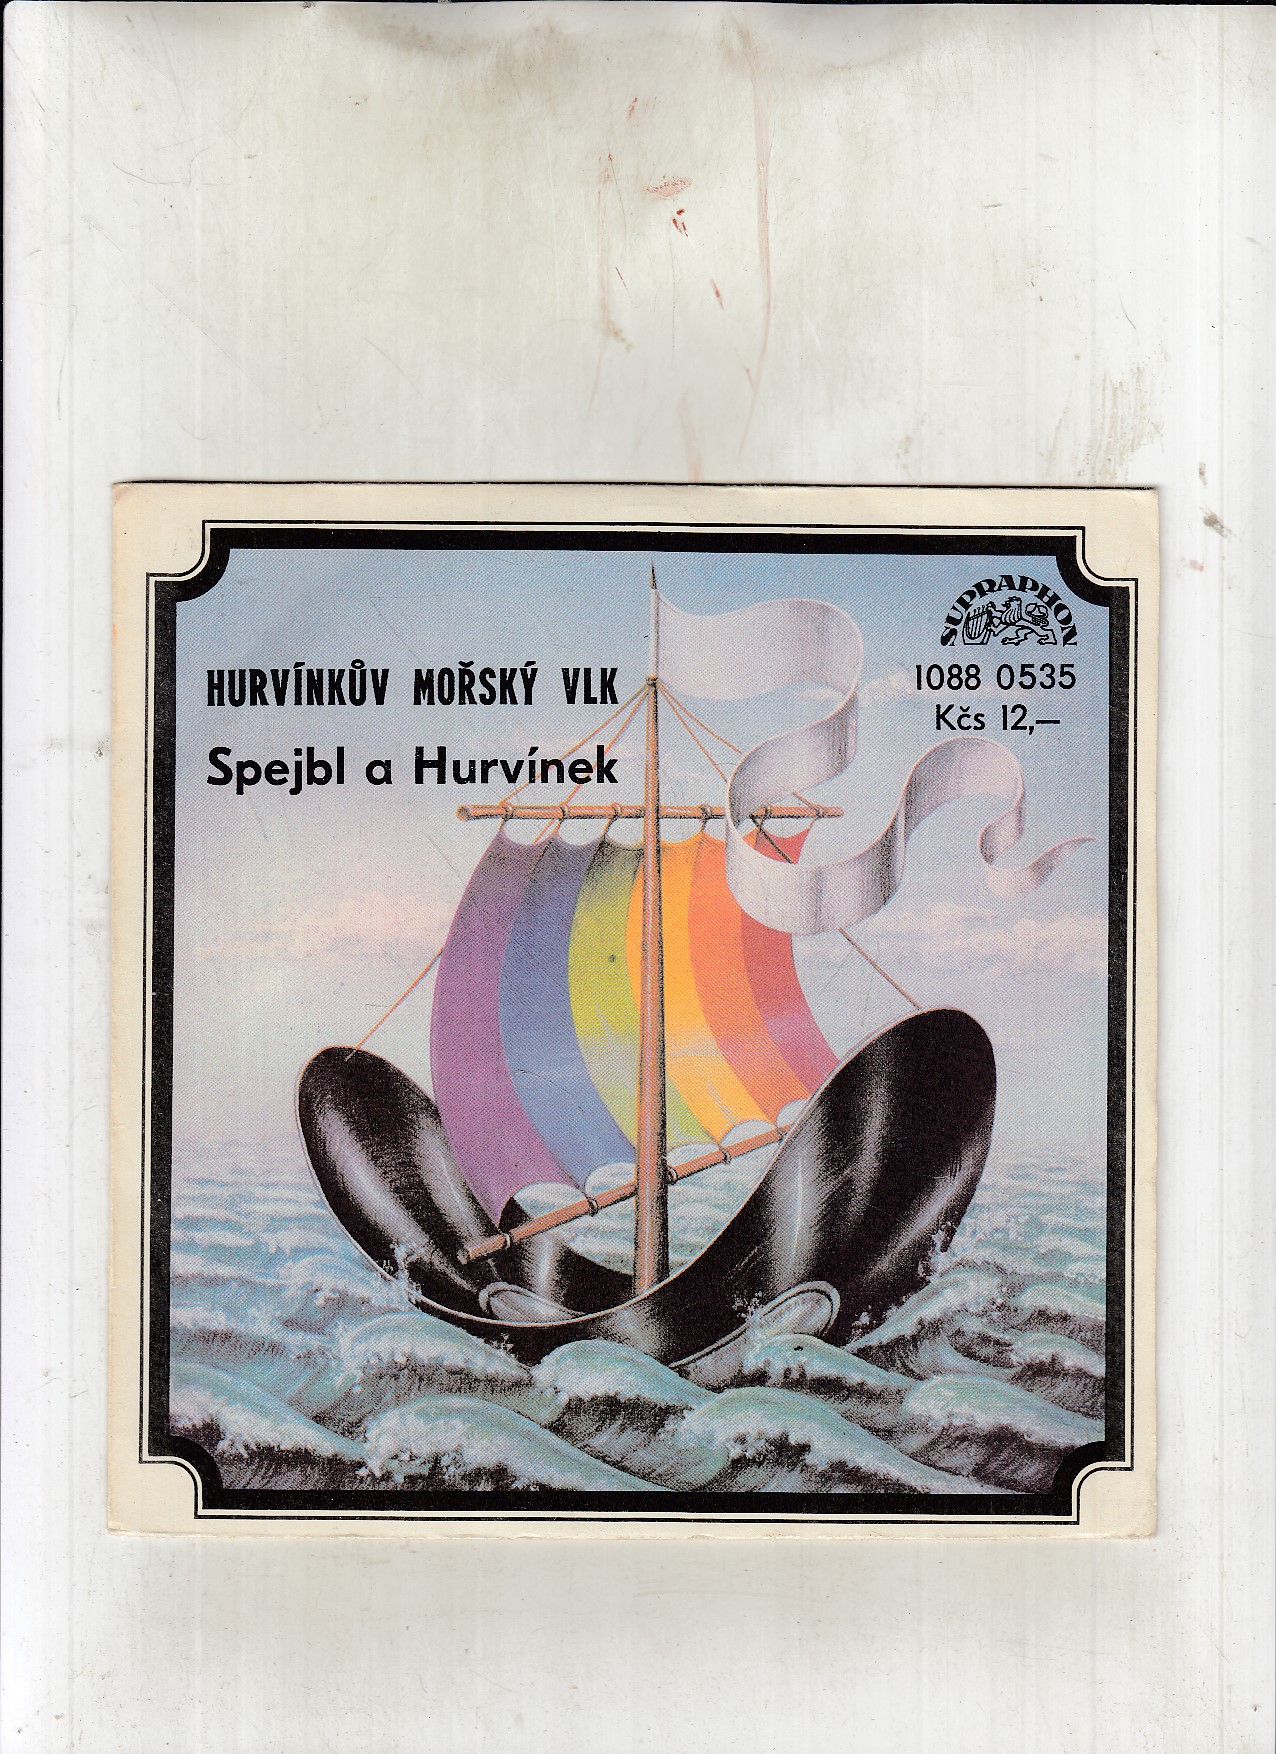 HURVÍNKŮV MOŘSKÝ VLK
Spejbl a Hurvínek
SUPRAPHON
1088 0535
Kčs 12,—